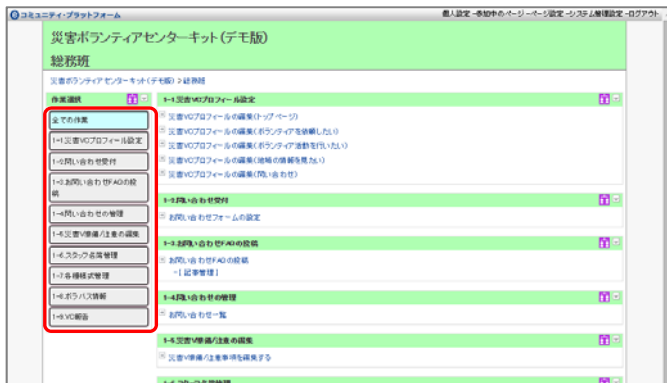 コミュニティ・プラットフォーム
個人設定 -参加中のページ -ページ設定 -システム管理設定 -ログアウト
災害ボランティアセンターキット(デモ版)
総務班
災害ボランティアセンターキット(デモ版) > 総務班
作業選択
全ての作業
1-1災害VCプロフィール設定
1-2.問い合わせ受付
1-3.お問い合わせFAQの投稿
1-4問い合わせの管理
1-5災害V準備/注意の編集
1-6.スタッフ名簿管理
1-7.各種様式管理
1-8.ボラバス情報
1-9.VC報告
1-1.災害VCプロフィール設定
災害VCプロフィールの編集(トップページ)
災害VCプロフィールの編集(ボランティアを依頼したい)
災害VCプロフィールの編集(ボランティア活動を行いたい)
災害VCプロフィールの編集(地域の情報を見たい)
災害VCプロフィールの編集(問い合わせ)
1-2.問い合わせ受付
お問い合わせフォームの設定
1-3.お問い合わせFAQの投稿
お問い合わせFAQの投稿
-[ 記事管理 ]
1-4.問い合わせの管理
お問い合わせ一覧
1-5.災害V準備/注意の編集
災害V準備/注意事項を編集する